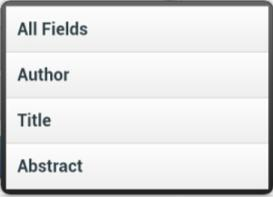 All Fields
Author
Title
Abstract